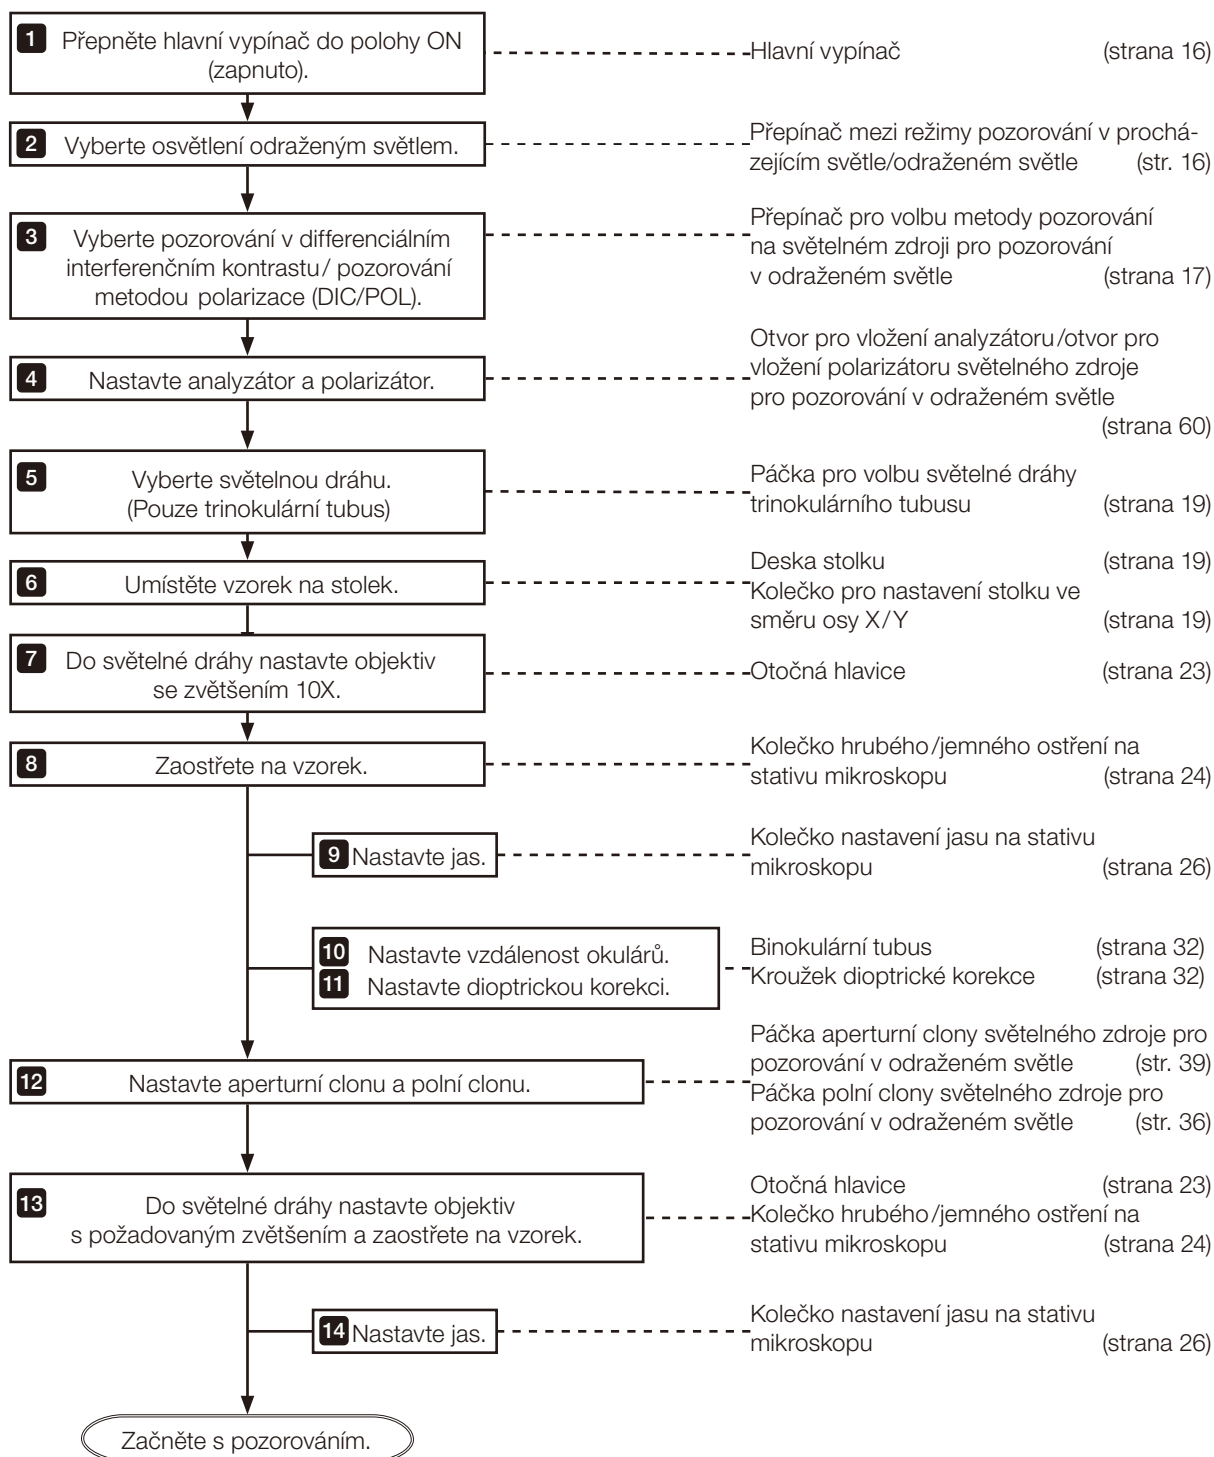 1 Přepněte hlavní vypínač do polohy ON
(zapnuto).
Hlavní vypínač (strana 16)
2 Vyberte osvětlení odraženým světlem.
Přepínač mezi režimy pozorování v prochá-
zejícím světle/odraženém světle (str. 16)
3 Vyberte pozorování v differenciálním
interferenčním kontrastu/ pozorování
metodou polarizace (DIC/POL).
Přepínač pro volbu metody pozorování
na světelném zdroji pro pozorování
v odraženém světle (strana 17)
4 Nastavte analyzátor a polarizátor.
Otvor pro vložení analyzátoru/otvor pro
vložení polarizátoru světelného zdroje
pro pozorování v odraženém světle
(strana 60)
5 Vyberte světelnou dráhu.
(Pouze trinokulární tubus)
Páčka pro volbu světelné dráhy
trinokulárního tubusu (strana 19)
6 Umístěte vzorek na stolek.
Deska stolku (strana 19)
Kolečko pro nastavení stolku ve
směru osy X/Y (strana 19)
7 Do světelné dráhy nastavte objektiv
se zvětšením 10X.
Otočná hlavice (strana 23)
8 Zaostřete na vzorek.
Kolečko hrubého/jemného ostření na
stativu mikroskopu (strana 24)
9 Nastavte jas.
Kolečko nastavení jasu na stativu
mikroskopu (strana 26)
10 Nastavte vzdálenost okulárů.
11 Nastavte dioptrickou korekci.
Binokulární tubus (strana 32)
Kroužek dioptrické korekce (strana 32)
12 Nastavte aperturní clonu a polní clonu.
Páčka aperturní clony světelného zdroje pro
pozorování v odraženém světle (str. 39)
Páčka polní clony světelného zdroje pro
pozorování v odraženém světle (str. 36)
13 Do světelné dráhy nastavte objektiv
s požadovaným zvětšením a zaostřete na vzorek.
Otočná hlavice (strana 23)
Kolečko hrubého/jemného ostření na
stativu mikroskopu (strana 24)
14 Nastavte jas.
Kolečko nastavení jasu na stativu
mikroskopu (strana 26)
Začněte s pozorováním.